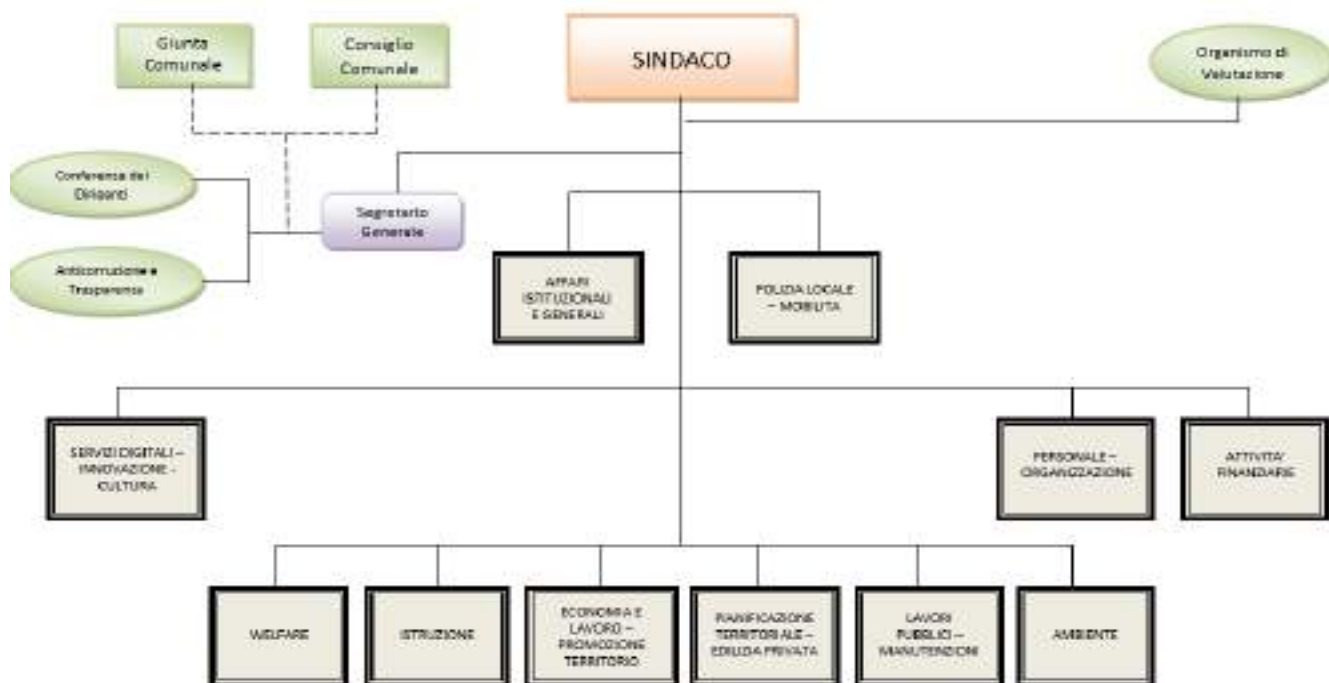 Giunta
Comunale
Consiglio
Comunale
SINDACO
Organismo di
Valutazione
Conferenza dei
Dirigenti
Segretario
Generale
Anticorruzione e
Trasparenza
AFFARI
ISTITUZIONALI
E GENERALI
POLIZIA LOCALE
– MOBILITA
SERVIZI DIGITALI –
INNOVAZIONE -
CULTURA
PERSONALE –
ORGANIZZAZIONE
ATTIVITA'
FINANZIARIE
WELFARE
ISTRUZIONE
ECONOMIA E
LAVORO –
PROMOZIONE
TERRITORIO
PIANIFICAZIONE
TERRITORIALE –
EDILIZIA PRIVATA
LAVORI
PUBBLICI –
MANUTENZIONI
AMBIENTE